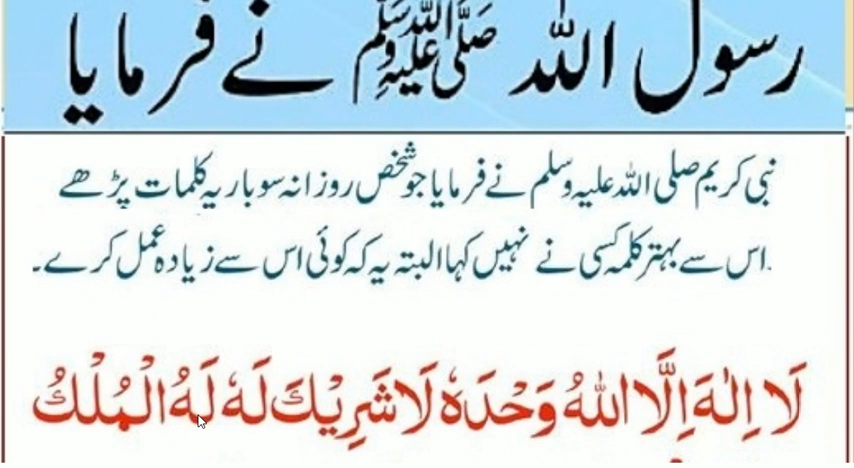 رسول اللہ صلی اللہ علیہ وسلم نے فرمایا
نبی کریم صلی اللہ علیہ وسلم نے فرمایا جو شخص روزانہ سو بار یہ کلمات پڑھے
اس سے بہتر کلمہ کسی نے نہیں کہا البتہ یہ کہ کوئی اس سے زیادہ عمل کرے۔
لَا اِلٰهَ اِلَّا اللهُ وَحْدَهٗ لَا شَرِيْكَ لَهٗ لَهُ الْمُلْكُ